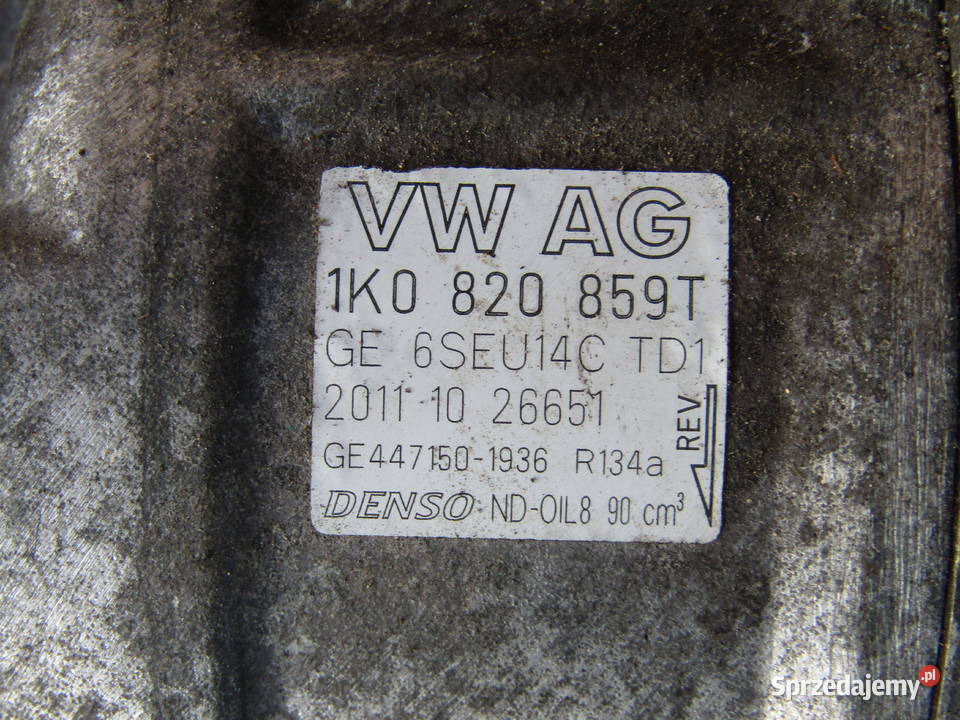 VW AG
1K0 820 859T
GE 6SEU14C TD1
2011 10 26651
REV
GE447150-1936 R134a
DENSO ND-OIL8 90 cm³
Sprzedajemy.pl